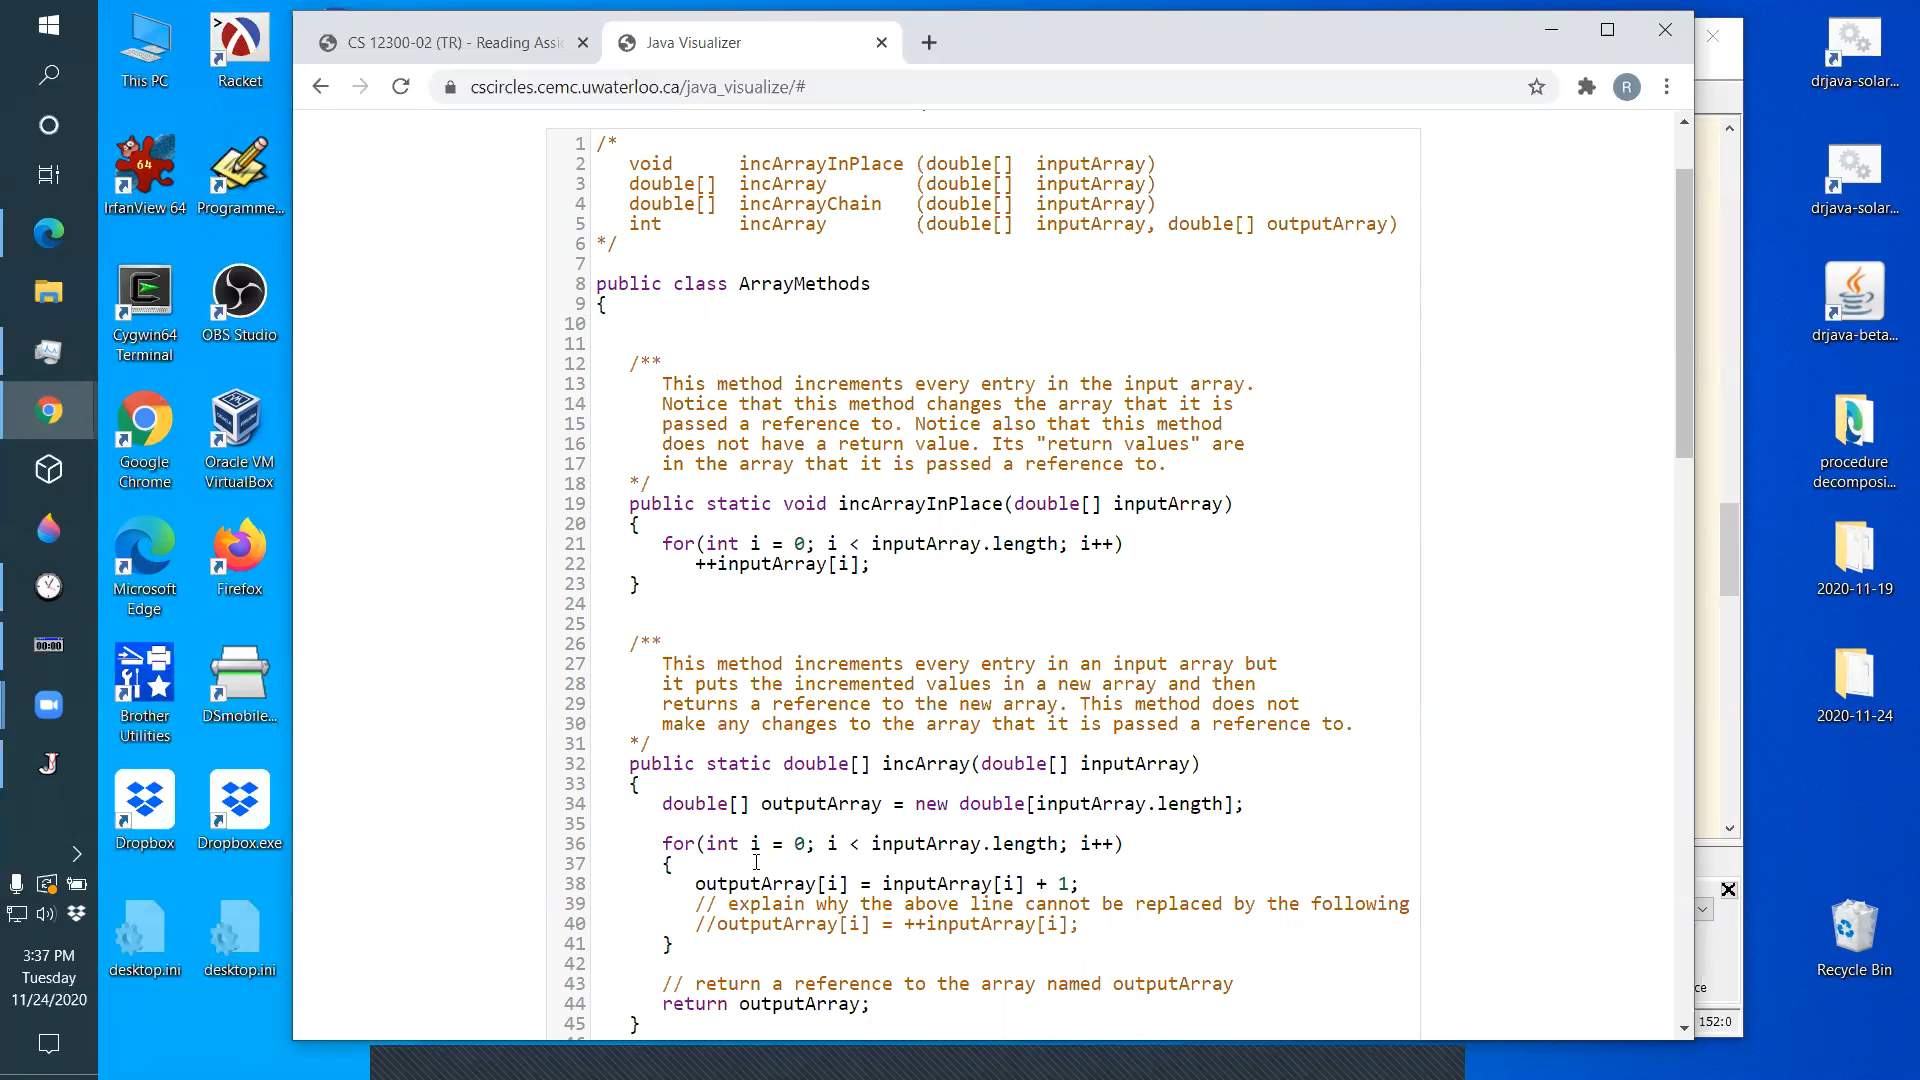 CS 12300-02 (TR) - Reading Assi
Java Visualizer
cscircles.cemc.uwaterloo.ca/java_visualize/#
R
This PC
Racket
64
IrfanView 64
Programme...
Cygwin64
Terminal
OBS Studio
Google
Chrome
Oracle VM
VirtualBox
Microsoft
Edge
Firefox
Brother
Utilities
DSmobile...
Dropbox
Dropbox.exe
desktop.ini
desktop.ini
00:00
3:37 PM
Tuesday
11/24/2020
1 /*
2 void incArrayInPlace (double[] inputArray)
3 double[] incArray (double[] inputArray)
4 double[] incArrayChain (double[] inputArray)
5 int incArray (double[] inputArray, double[] outputArray)
6 */
7
8 public class ArrayMethods
9 {
10
11
12 /**
13 This method increments every entry in the input array.
14 Notice that this method changes the array that it is
15 passed a reference to. Notice also that this method
16 does not have a return value. Its "return values" are
17 in the array that it is passed a reference to.
18 */
19 public static void incArrayInPlace(double[] inputArray)
20 {
21 for(int i = 0; i < inputArray.length; i++)
22 ++inputArray[i];
23 }
24
25
26 /**
27 This method increments every entry in an input array but
28 it puts the incremented values in a new array and then
29 returns a reference to the new array. This method does not
30 make any changes to the array that it is passed a reference to.
31 */
32 public static double[] incArray(double[] inputArray)
33 {
34 double[] outputArray = new double[inputArray.length];
35
36 for(int i = 0; i < inputArray.length; i++)
37 {
38 outputArray[i] = inputArray[i] + 1;
39 // explain why the above line cannot be replaced by the following
40 //outputArray[i] = ++inputArray[i];
41 }
42
43 // return a reference to the array named outputArray
44 return outputArray;
45 }
drjava-solar...
drjava-solar...
drjava-beta...
procedure
decomposi...
2020-11-19
2020-11-24
Recycle Bin
ce
152:0